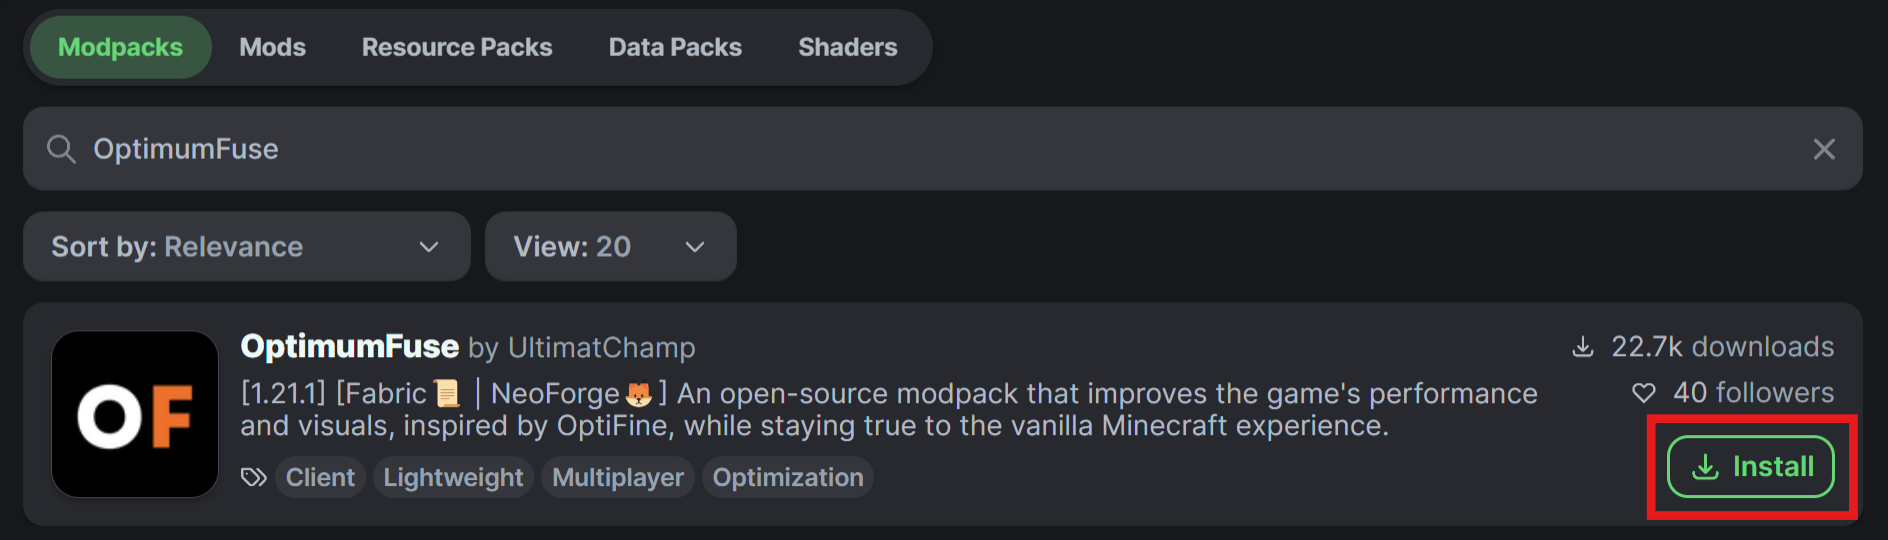 Modpacks Mods Resource Packs Data Packs Shaders
OptimumFuse
Sort by: Relevance View: 20
OF
OptimumFuse by UltimatChamp
22.7k downloads
[1.21.1] [Fabric📜 | NeoForge🦊] An open-source modpack that improves the game's performance
and visuals, inspired by OptiFine, while staying true to the vanilla Minecraft experience.
40 followers
Client Lightweight Multiplayer Optimization
Install